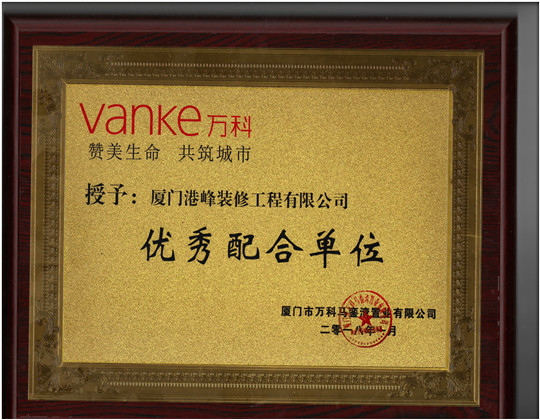 vanke万科
赞美生命 共筑城市
授予：厦门港峰装修工程有限公司
优秀配合单位
厦门市万科马銮湾置业有限公司
二零一八年一月